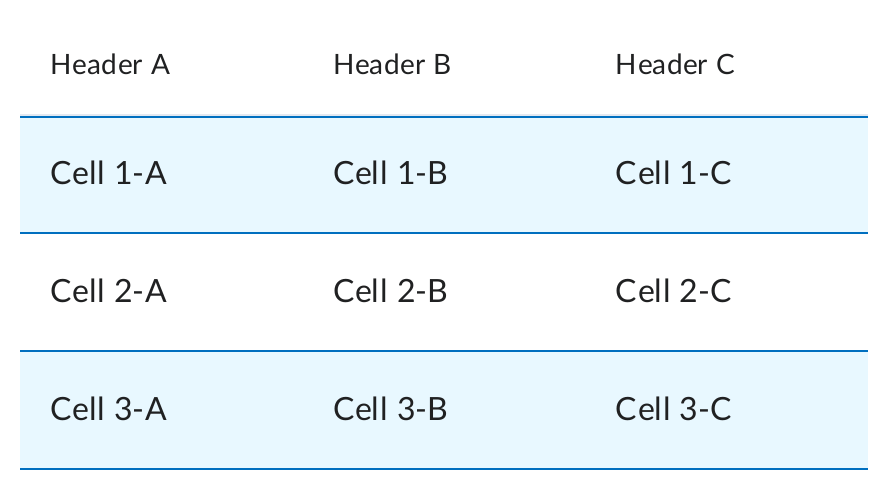 Header A Header B Header C
Cell 1-A Cell 1-B Cell 1-C
Cell 2-A Cell 2-B Cell 2-C
Cell 3-A Cell 3-B Cell 3-C